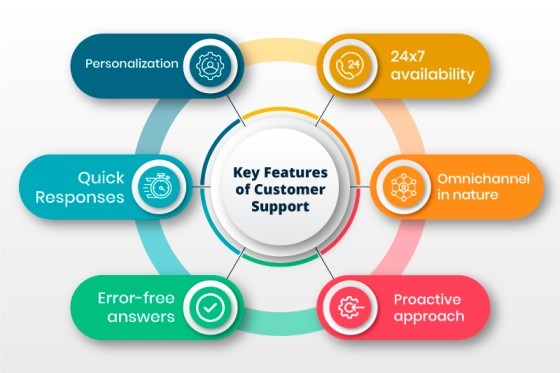 Personalization
24
24x7
availability
Quick
Responses
Key Features
of Customer
Support
Omnichannel
in nature
Error-free
answers
Proactive
approach